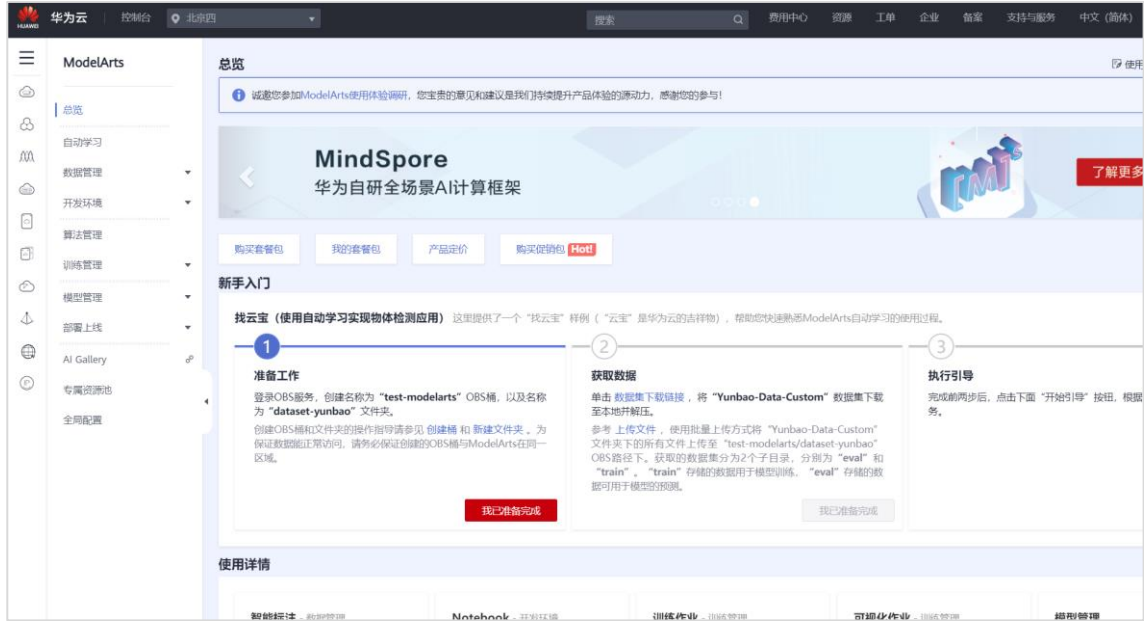 HUAWEI
华为云
控制台
北京四
搜索
费用中心
资源
工单
企业
备案
支持与服务
中文（简体）
ModelArts
总览
自动学习
数据管理
开发环境
算法管理
训练管理
模型管理
部署上线
AI Gallery
专属资源池
全局配置
总览
使用
诚邀您参加ModelArts使用体验调研，您宝贵的意见和建议是我们持续提升产品体验的源动力，感谢您的参与！
MindSpore
华为自研全场景AI计算框架
了解更多
购买套餐包
我的套餐包
产品定价
购买促销包 Hot!
新手入门
找云宝（使用自动学习实现物体检测应用） 这里提供了一个“找云宝”样例（“云宝”是华为云的吉祥物），帮助您快速熟悉ModelArts自动学习的使用过程。
1
准备工作
登录OBS服务，创建名称为“test-modelarts”OBS桶，以及名称
为“dataset-yunbao”文件夹。
创建OBS桶和文件夹的操作指导请参见 创建桶 和 新建文件夹 。为
保证数据能正常访问，请务必保证创建的OBS桶与ModelArts在同一
区域。
我已准备完成
2
获取数据
单击 数据集下载链接 ，将“Yunbao-Data-Custom”数据集下载
至本地并解压。
参考 上传文件 ，使用批量上传方式将“Yunbao-Data-Custom”
文件夹下的所有文件上传至“test-modelarts/dataset-yunbao”
OBS路径下。获取的数据集分为2个子目录，分别为“eval”和
“train”。“train”存储的数据用于模型训练，“eval”存储的数
据可用于模型的预测。
我已准备完成
3
执行引导
完成前两步后，点击下面“开始引导”按钮，根据
务。
使用详情
智能标注 - 数据管理
Notebook - 开发环境
训练作业 - 训练管理
可视化作业 - 训练管理
模型管理